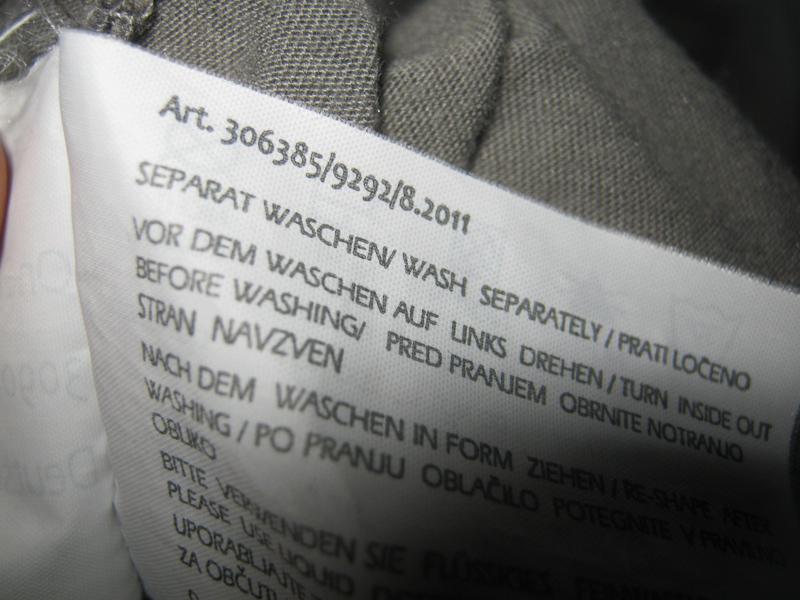 Art. 306385/9292/8.2011
SEPARAT WASCHEN/ WASH SEPARATELY / PRATI LOČENO
VOR DEM WASCHEN AUF LINKS DREHEN / TURN INSIDE OUT
BEFORE WASHING/ PRED PRANJEM OBRNITE NOTRANJO
STRAN NAVZVEN
NACH DEM WASCHEN IN FORM ZIEHEN / RE-SHAPE AFTER
WASHING / PO PRANJU OBLAČILO POTEGNITE V PRAVILNO
OBLIKO
BITTE VERWENDEN SIE FLÜSSIGES
PLEASE USE LIQUID
UPORABLJAJTE
ZA